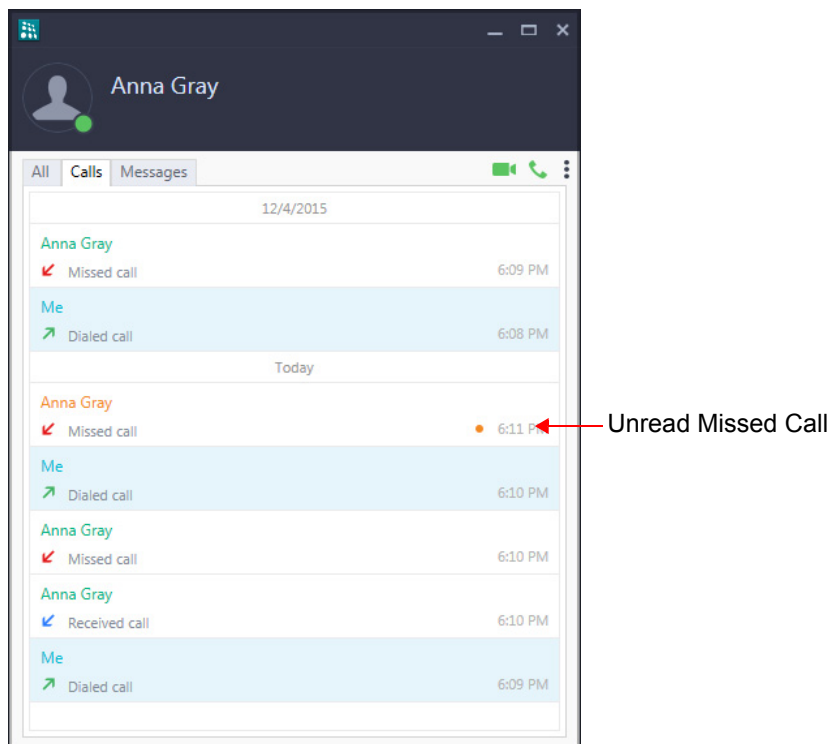 Anna Gray
All Calls Messages
12/4/2015
Anna Gray
Missed call 6:09 PM
Me
Dialed call 6:08 PM
Today
Anna Gray
Missed call 6:11 PM
Unread Missed Call
Me
Dialed call 6:10 PM
Anna Gray
Missed call 6:10 PM
Anna Gray
Received call 6:10 PM
Me
Dialed call 6:09 PM